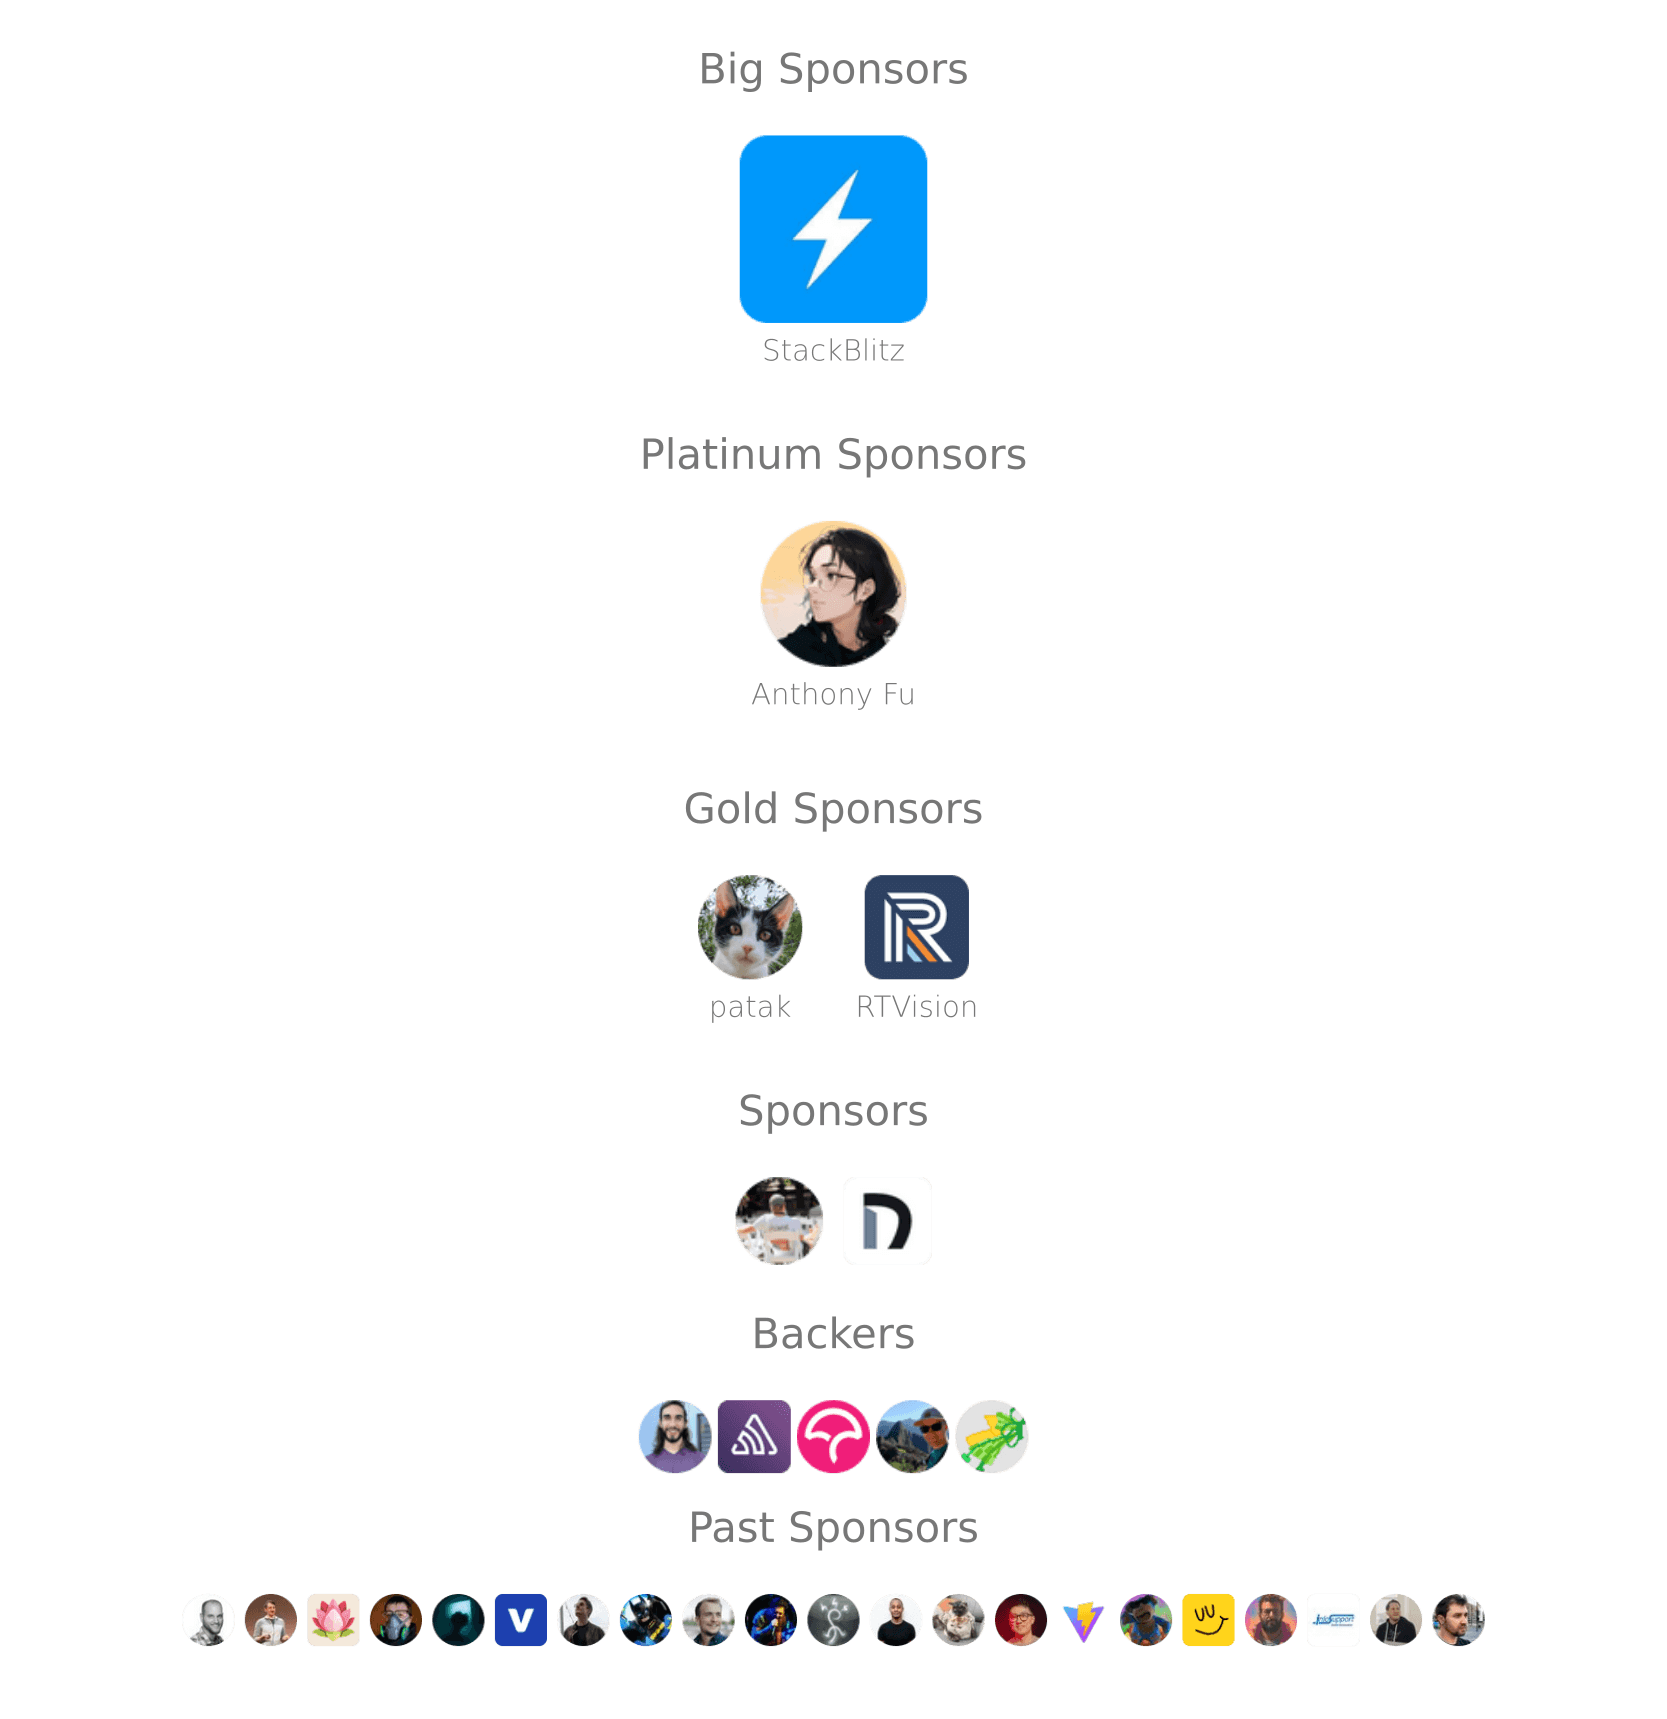 Big Sponsors
StackBlitz
Platinum Sponsors
Anthony Fu
Gold Sponsors
patak
RTVision
Sponsors
Backers
Past Sponsors
V